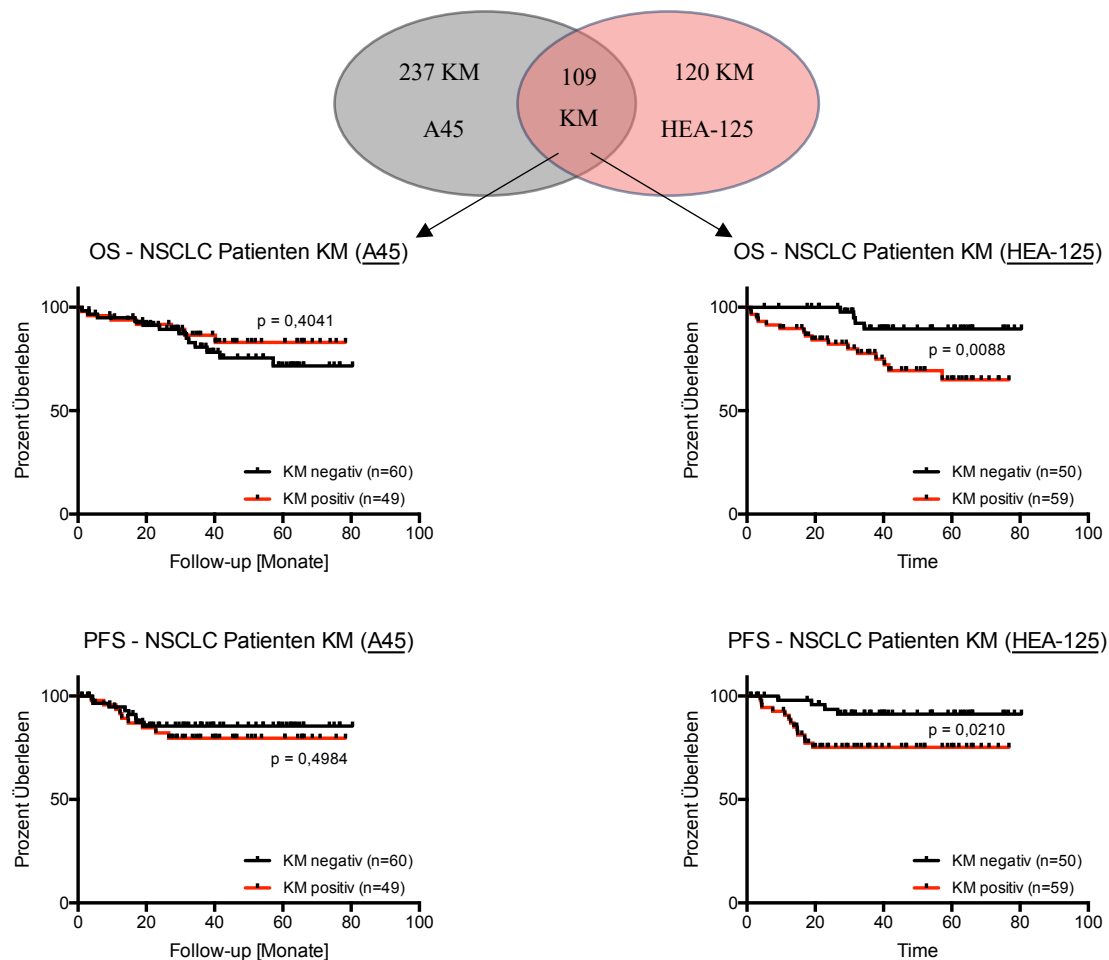 237 KM
A45
109
KM
120 KM
HEA-125
OS - NSCLC Patienten KM (A45)
Prozent Überleben
100
50
0
p = 0,4041
KM negativ (n=60)
KM positiv (n=49)
0 20 40 60 80 100
Follow-up [Monate]
OS - NSCLC Patienten KM (HEA-125)
Prozent Überleben
100
50
0
p = 0,0088
KM negativ (n=50)
KM positiv (n=59)
0 20 40 60 80 100
Time
PFS - NSCLC Patienten KM (A45)
Prozent Überleben
100
50
0
p = 0,4984
KM negativ (n=60)
KM positiv (n=49)
0 20 40 60 80 100
Follow-up [Monate]
PFS - NSCLC Patienten KM (HEA-125)
Prozent Überleben
100
50
0
p = 0,0210
KM negativ (n=50)
KM positiv (n=59)
0 20 40 60 80 100
Time